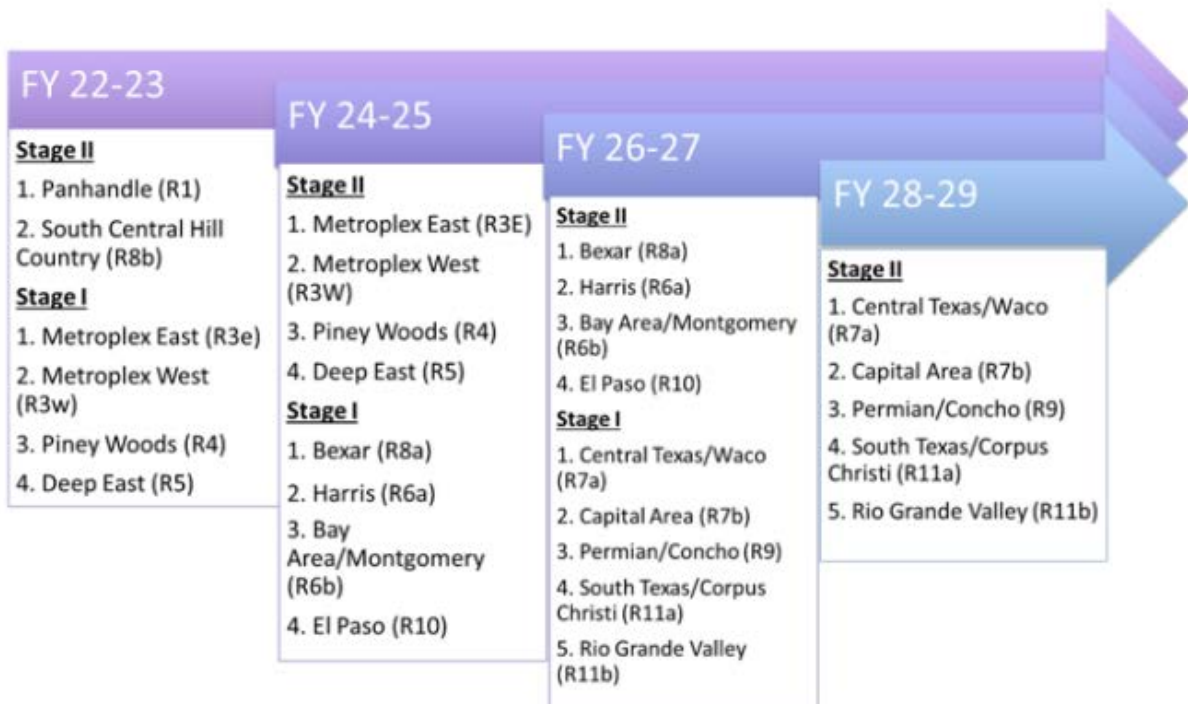 FY 22-23
Stage II
1. Panhandle (R1)
2. South Central Hill
Country (R8b)
Stage I
1. Metroplex East (R3e)
2. Metroplex West
(R3w)
3. Piney Woods (R4)
4. Deep East (R5)
FY 24-25
Stage II
1. Metroplex East (R3E)
2. Metroplex West
(R3W)
3. Piney Woods (R4)
4. Deep East (R5)
Stage I
1. Bexar (R8a)
2. Harris (R6a)
3. Bay
Area/Montgomery
(R6b)
4. El Paso (R10)
FY 26-27
Stage II
1. Bexar (R8a)
2. Harris (R6a)
3. Bay Area/Montgomery
(R6b)
4. El Paso (R10)
Stage I
1. Central Texas/Waco
(R7a)
2. Capital Area (R7b)
3. Permian/Concho (R9)
4. South Texas/Corpus
Christi (R11a)
5. Rio Grande Valley
(R11b)
FY 28-29
Stage II
1. Central Texas/Waco
(R7a)
2. Capital Area (R7b)
3. Permian/Concho (R9)
4. South Texas/Corpus
Christi (R11a)
5. Rio Grande Valley (R11b)